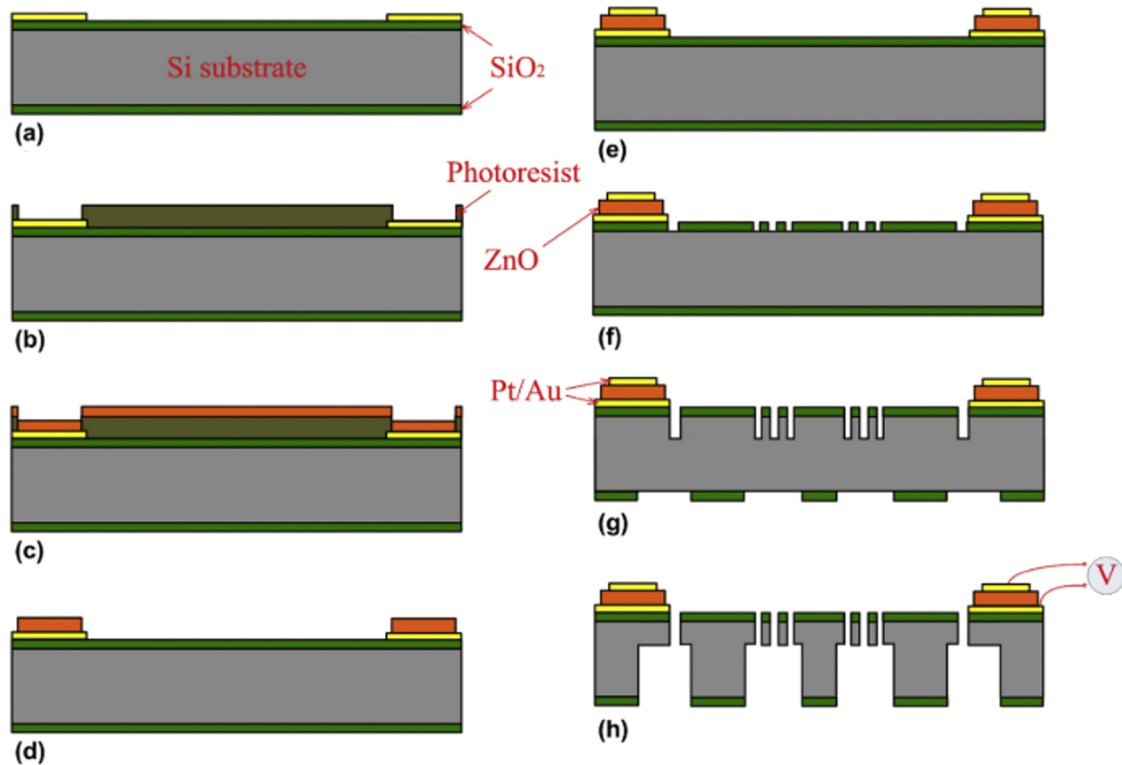 Si substrate
SiO₂
(a)
Photoresist
(b)
(c)
(d)
(e)
ZnO
(f)
Pt/Au
(g)
V
(h)